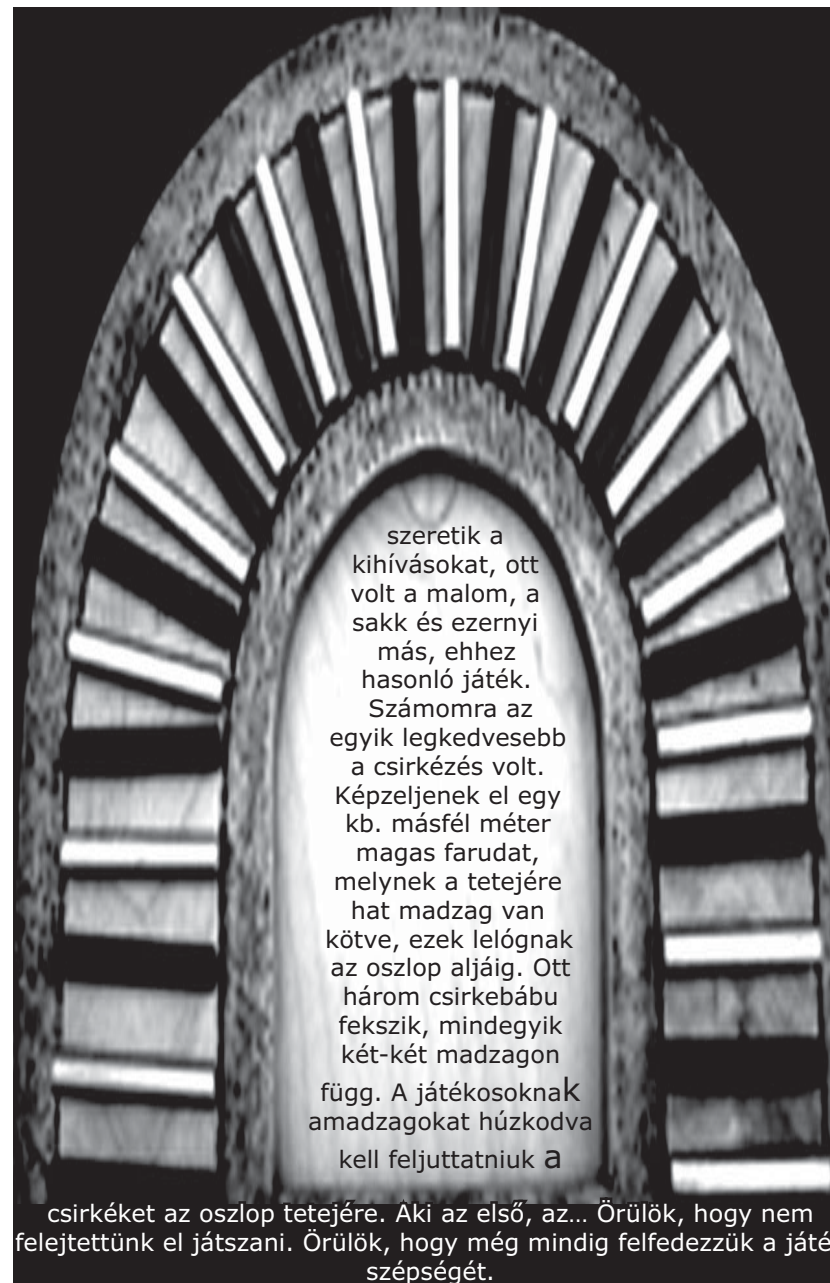 szeretik a
kihívásokat, ott
volt a malom, a
sakk és ezernyi
más, ehhez
hasonló játék.
Számomra az
egyik legkedvesebb
a csirkézés volt.
Képzeljenek el egy
kb. másfél méter
magas farudat,
melynek a tetejére
hat madzag van
kötve, ezek lelógnak
az oszlop aljáig. Ott
három csirkebábu
fekszik, mindegyik
két-két madzagon
függ. A játékosoknak
amadzagokat húzkodva
kell feljuttatniuk a
csirkéket az oszlop tetejére. Aki az első, az… Örülök, hogy nem
felejtettünk el játszani. Örülök, hogy még mindig felfedezzük a játé
szépségét.